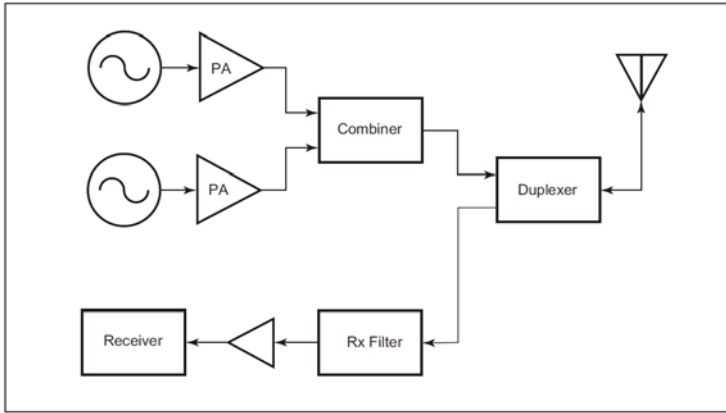 PA
Combiner
PA
Duplexer
Receiver
Rx Filter